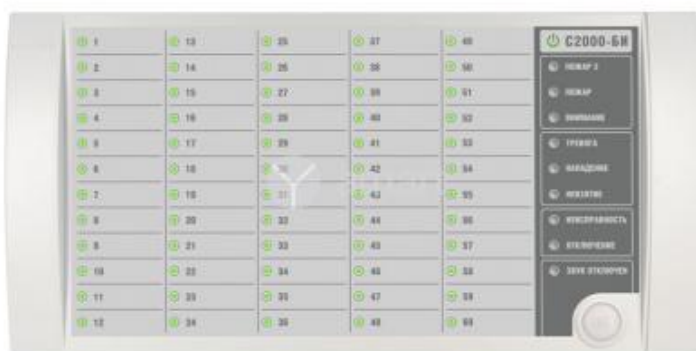 1 13 25 37 49 С2000-БИ
2 14 26 38 50 ПОЖАР 2
3 15 27 39 51 ПОЖАР
4 16 28 40 52 ВНИМАНИЕ
5 17 29 41 53 ТРЕВОГА
6 18 30 42 54 НАПАДЕНИЕ
7 19 31 43 55 НЕВЗЯТИЕ
8 20 32 44 56 НЕИСПРАВНОСТЬ
9 21 33 45 57 ОТКЛЮЧЕНИЕ
10 22 34 46 58 ЗВУК ОТКЛЮЧЕН
11 23 35 47 59
12 24 36 48 60